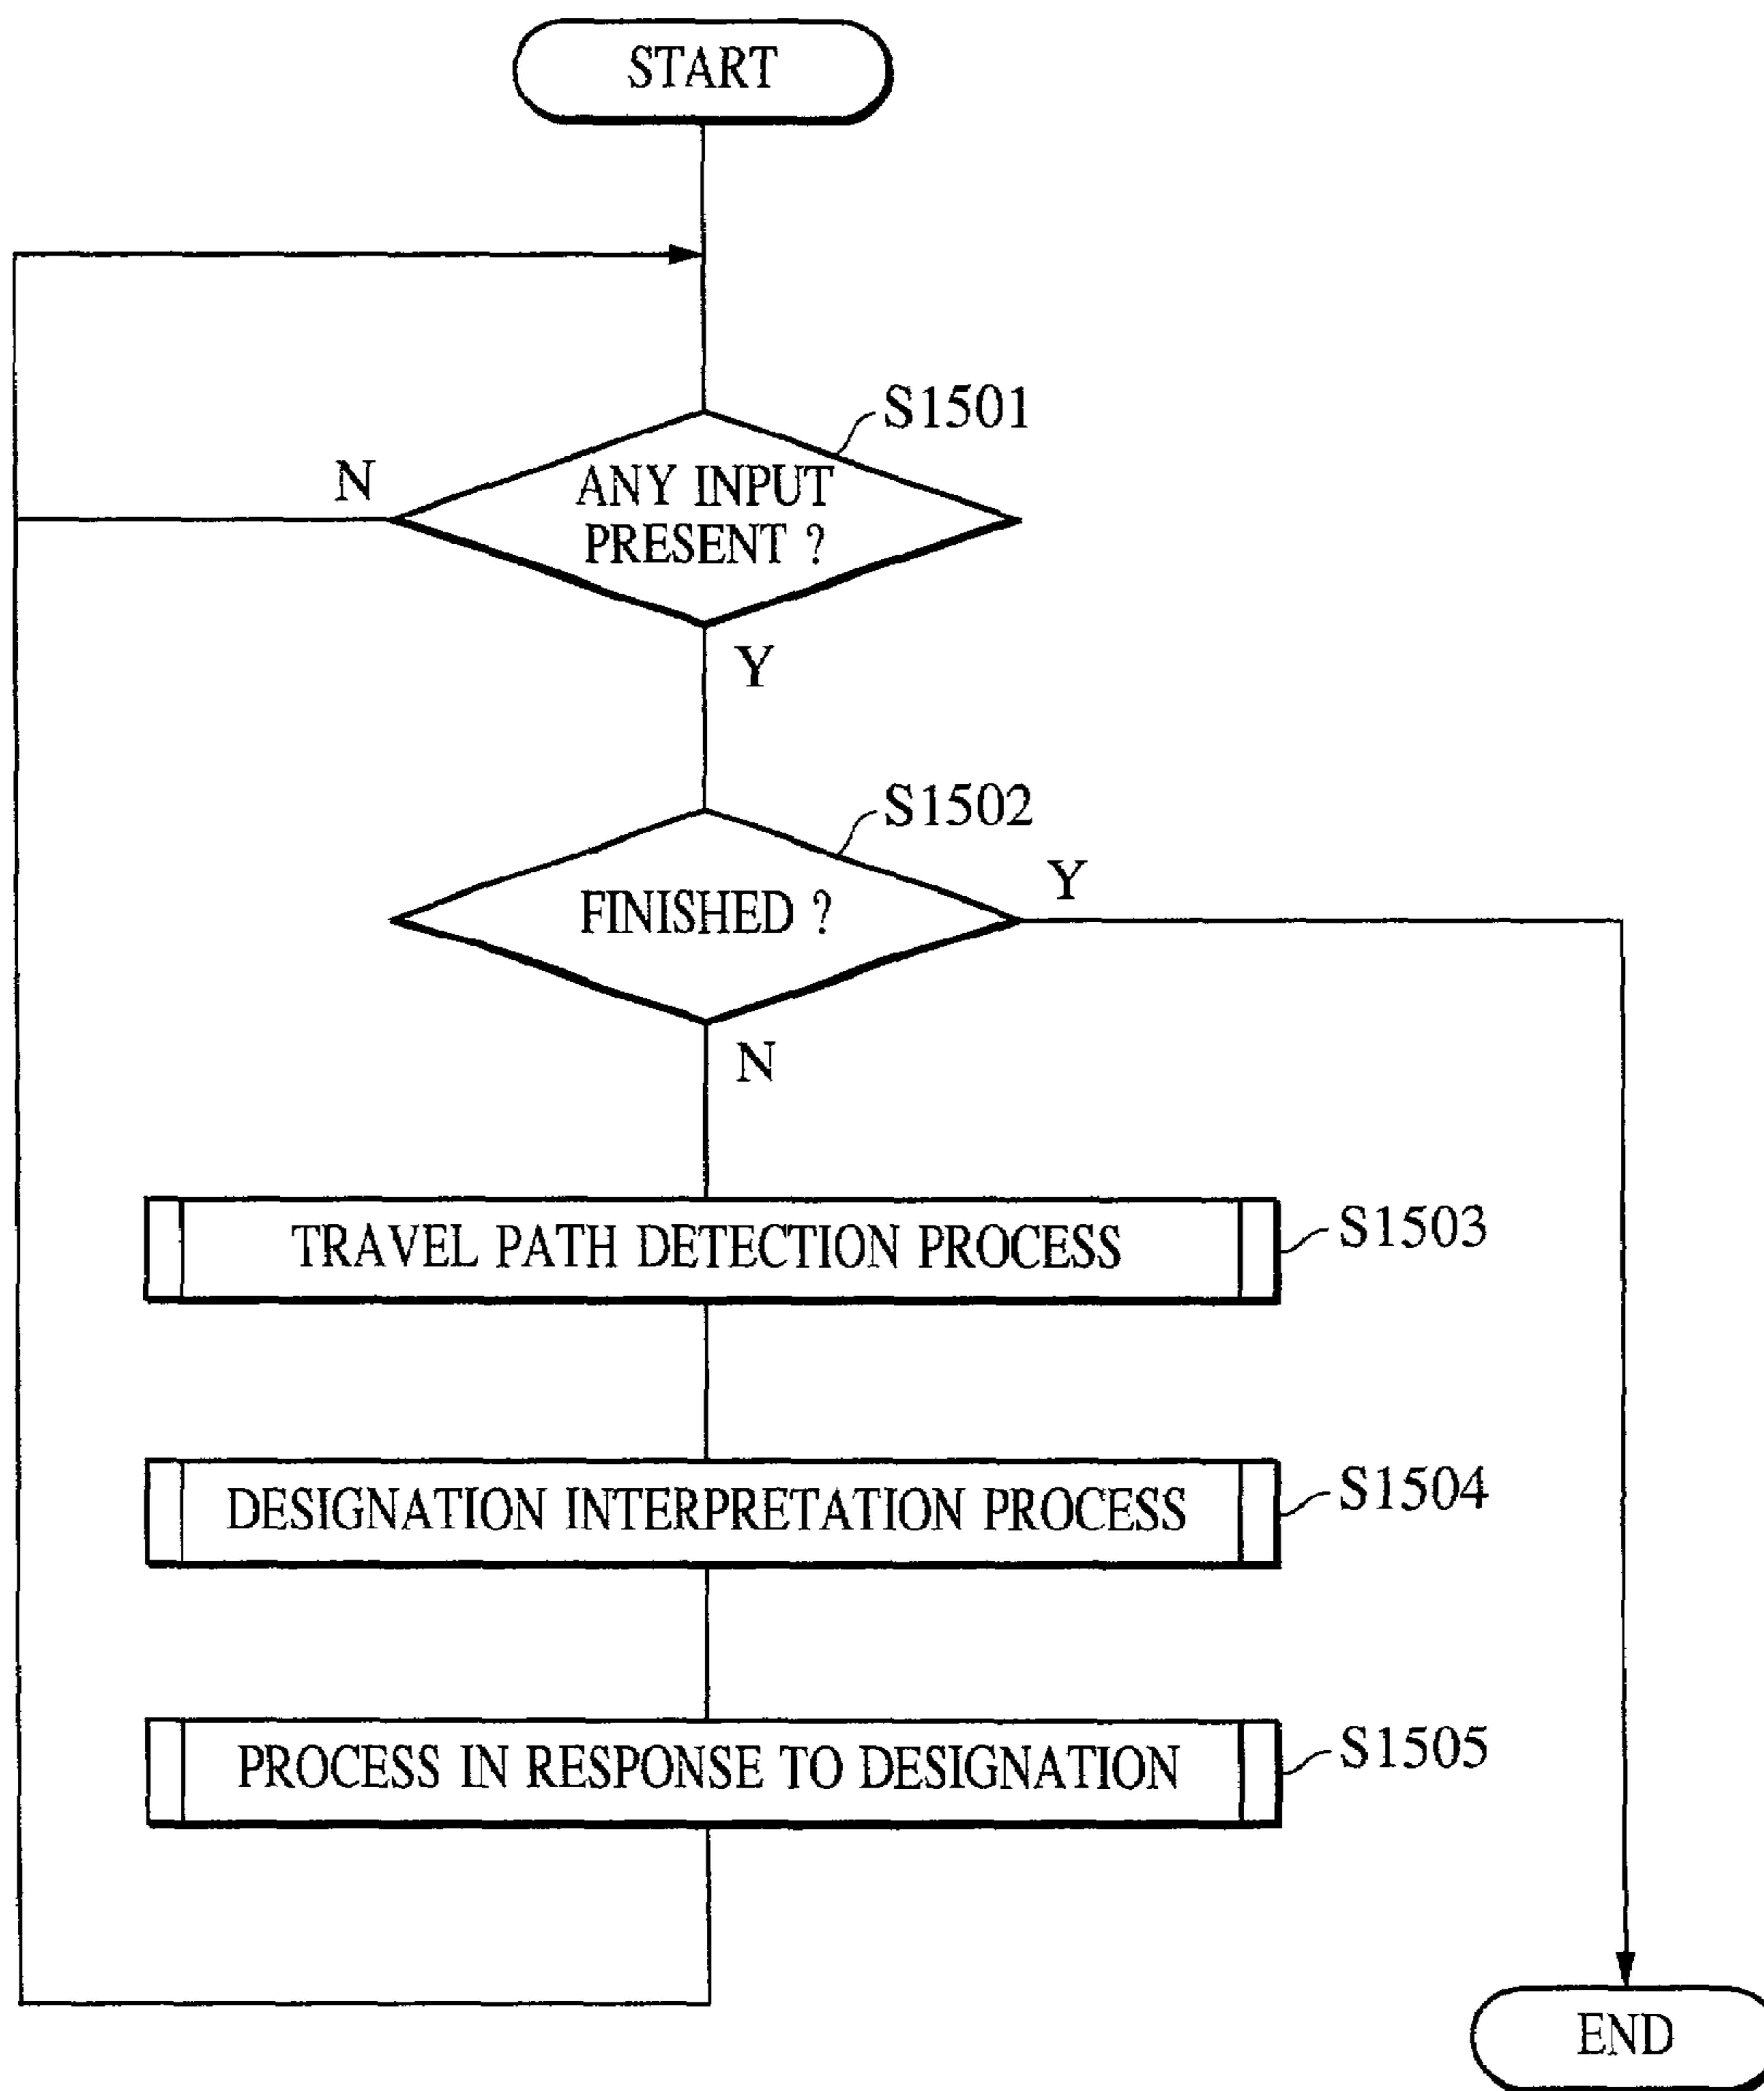 START
S1501
N
ANY INPUT
PRESENT ?
Y
S1502
Y
FINISHED ?
N
TRAVEL PATH DETECTION PROCESS
S1503
DESIGNATION INTERPRETATION PROCESS
S1504
PROCESS IN RESPONSE TO DESIGNATION
S1505
END